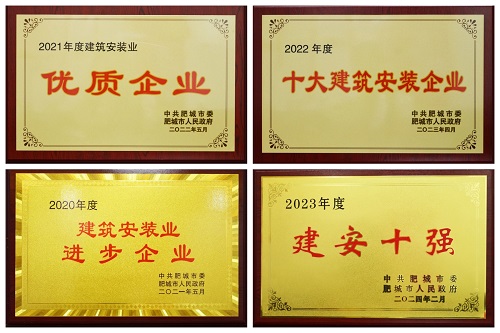 2021年度建筑安装业
优质企业
中共肥城市委
肥城市人民政府
二〇二二年五月
2022 年度
十大建筑安装企业
中共肥城市委
肥城市人民政府
二〇二三年四月
2020年度
建筑安装业
进步企业
中共肥城市委
肥城市人民政府
二〇二一年五月
2023年度
建安十强
中共肥城市委
肥城市人民政府
二〇二四年二月